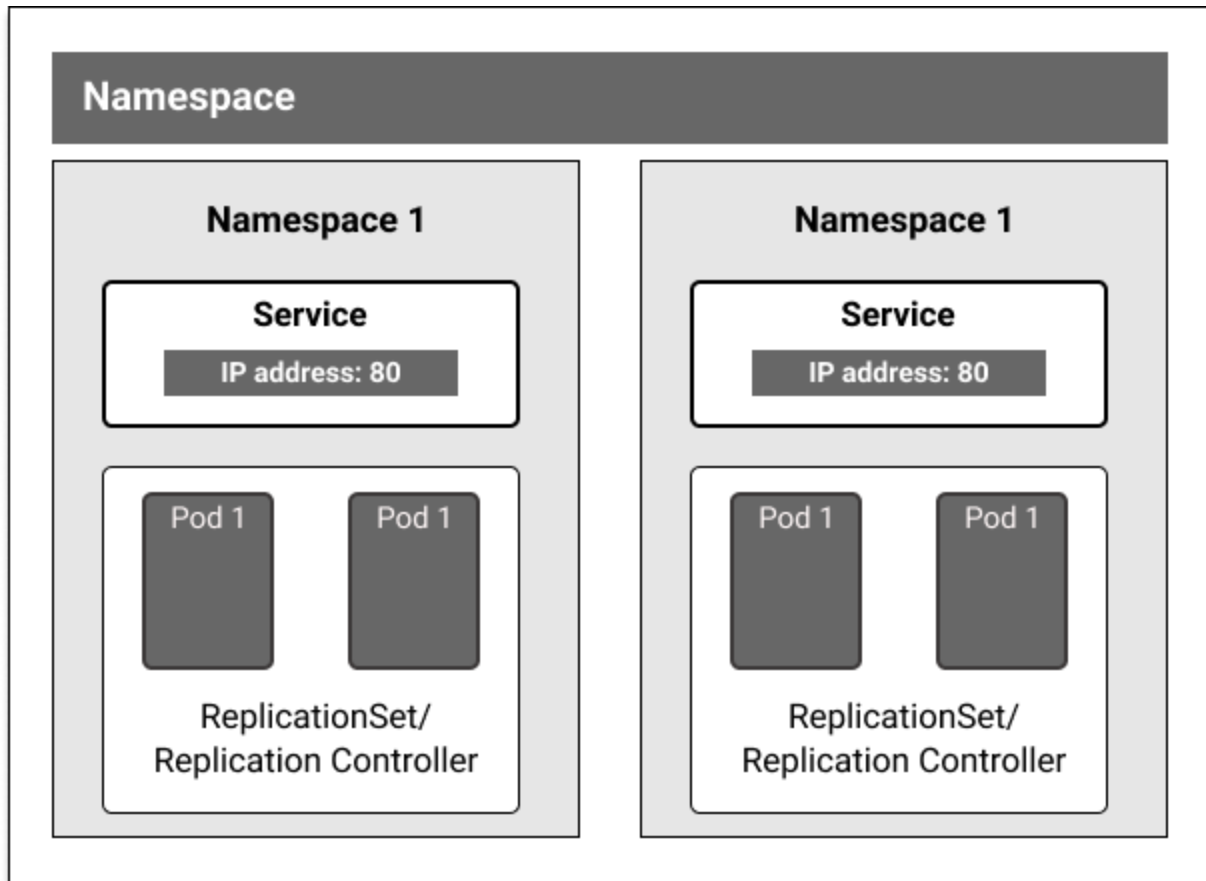 Namespace
Namespace 1
Service
IP address: 80
Pod 1
Pod 1
ReplicationSet/
Replication Controller
Namespace 1
Service
IP address: 80
Pod 1
Pod 1
ReplicationSet/
Replication Controller